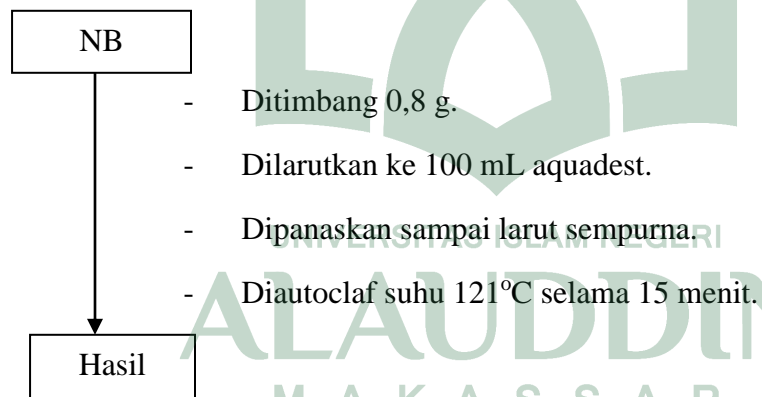 NB
- Ditimbang 0,8 g.
- Dilarutkan ke 100 mL aquadest.
- Dipanaskan sampai larut sempurna.
UNIVERSITAS ISLAM NEGERI
- Diautoclaf suhu 121°C selama 15 menit.
ALAUDDIN
Hasil
MAKASSAR